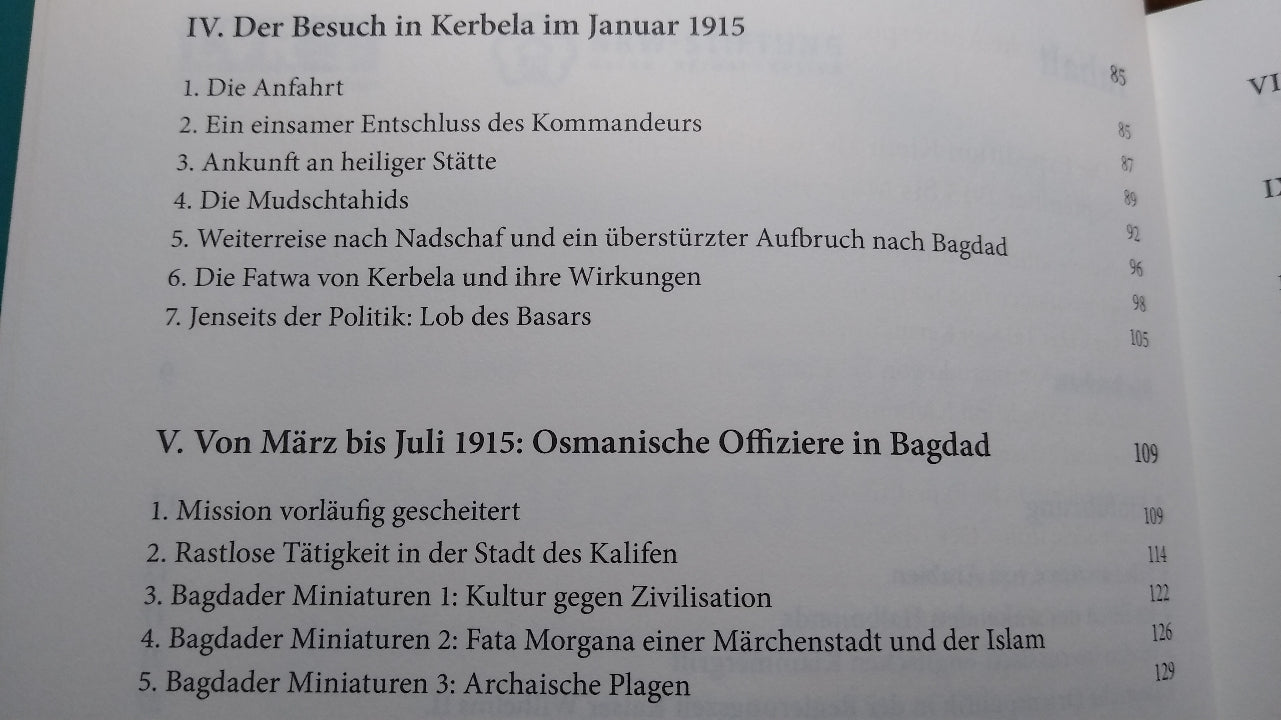 IV. Der Besuch in Kerbela im Januar 1915 85
1. Die Anfahrt 85
2. Ein einsamer Entschluss des Kommandeurs 87
3. Ankunft an heiliger Stätte 89
4. Die Mudschtahids 92
5. Weiterreise nach Nadschaf und ein überstürzter Aufbruch nach Bagdad 96
6. Die Fatwa von Kerbela und ihre Wirkungen 98
7. Jenseits der Politik: Lob des Basars 105
V. Von März bis Juli 1915: Osmanische Offiziere in Bagdad 109
1. Mission vorläufig gescheitert 109
2. Rastlose Tätigkeit in der Stadt des Kalifen 114
3. Bagdader Miniaturen 1: Kultur gegen Zivilisation 122
4. Bagdader Miniaturen 2: Fata Morgana einer Märchenstadt und der Islam 126
5. Bagdader Miniaturen 3: Archaische Plagen 129